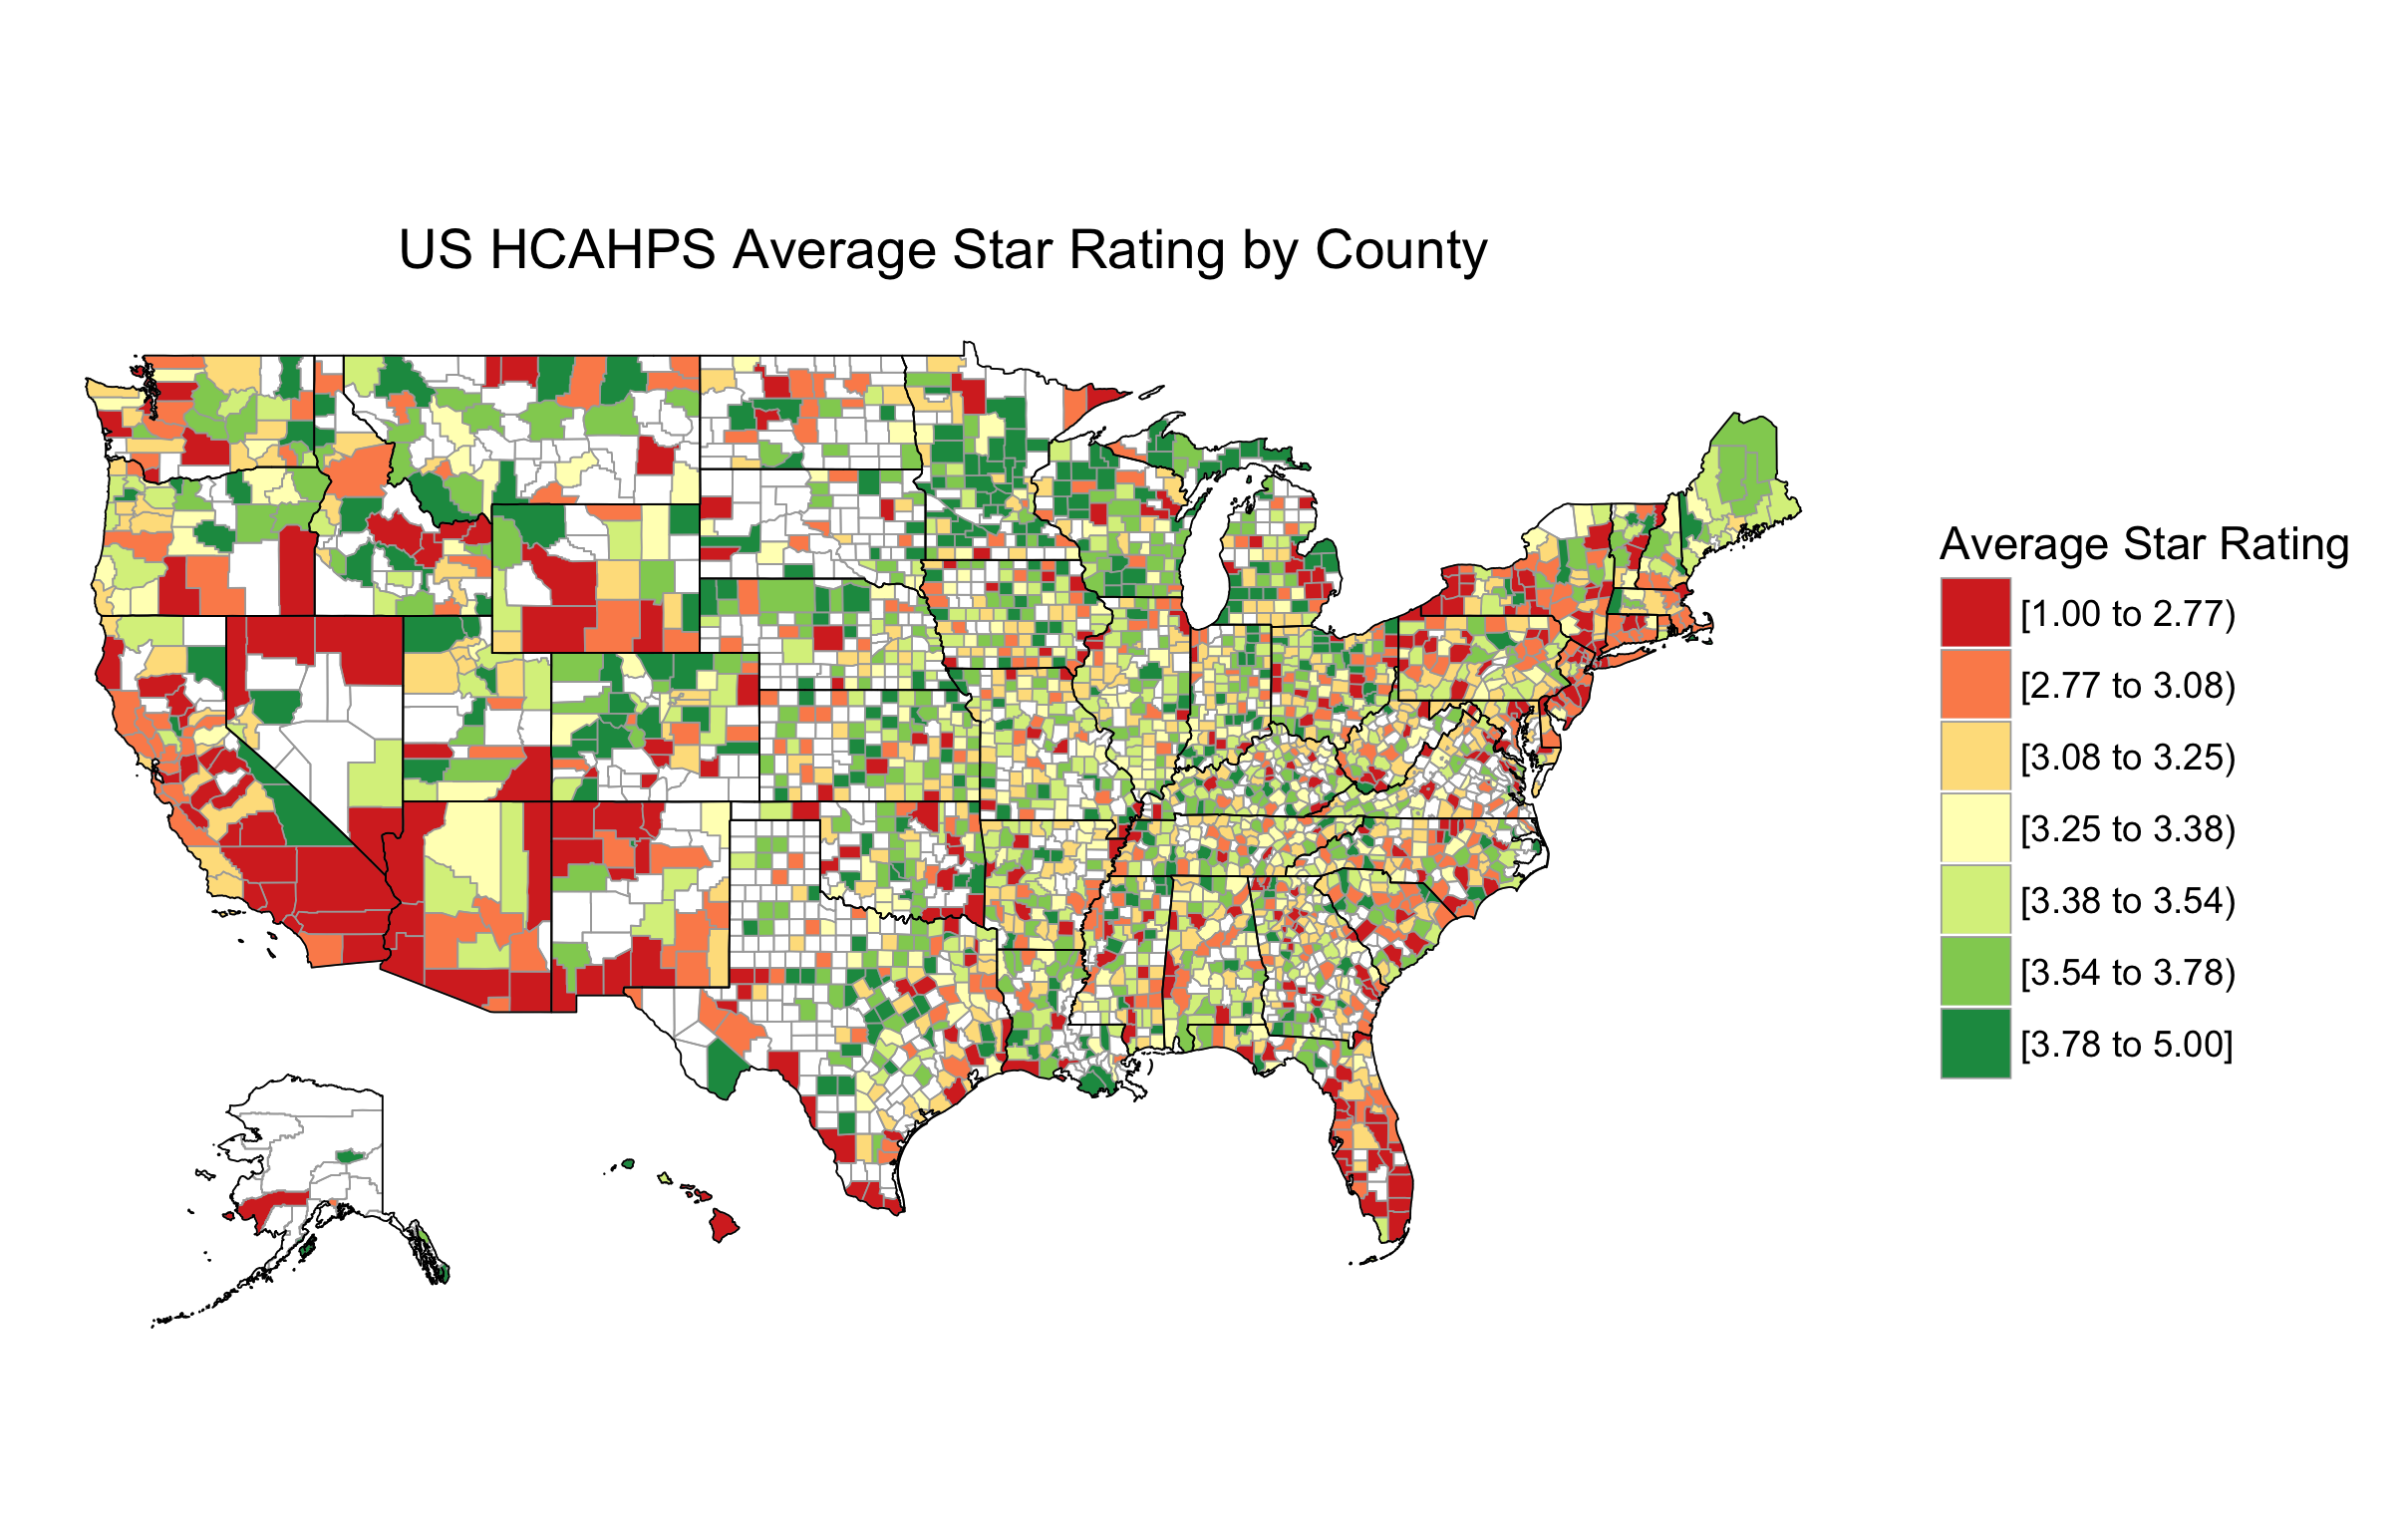 US HCAHPS Average Star Rating by County
Average Star Rating
[1.00 to 2.77)
[2.77 to 3.08)
[3.08 to 3.25)
[3.25 to 3.38)
[3.38 to 3.54)
[3.54 to 3.78)
[3.78 to 5.00]